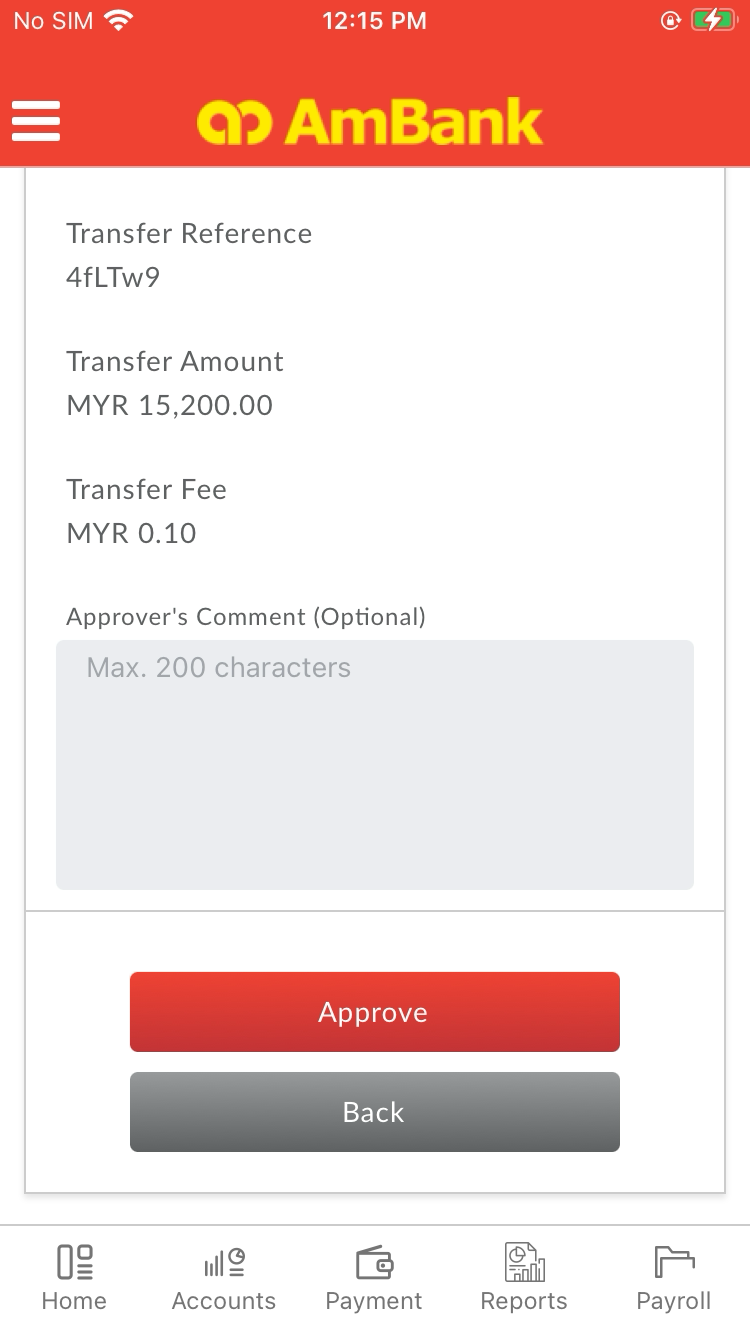 No SIM 12:15 PM
AmBank
Transfer Reference
4fLTw9
Transfer Amount
MYR 15,200.00
Transfer Fee
MYR 0.10
Approver's Comment (Optional)
Max. 200 characters
Approve
Back
Home Accounts Payment Reports Payroll